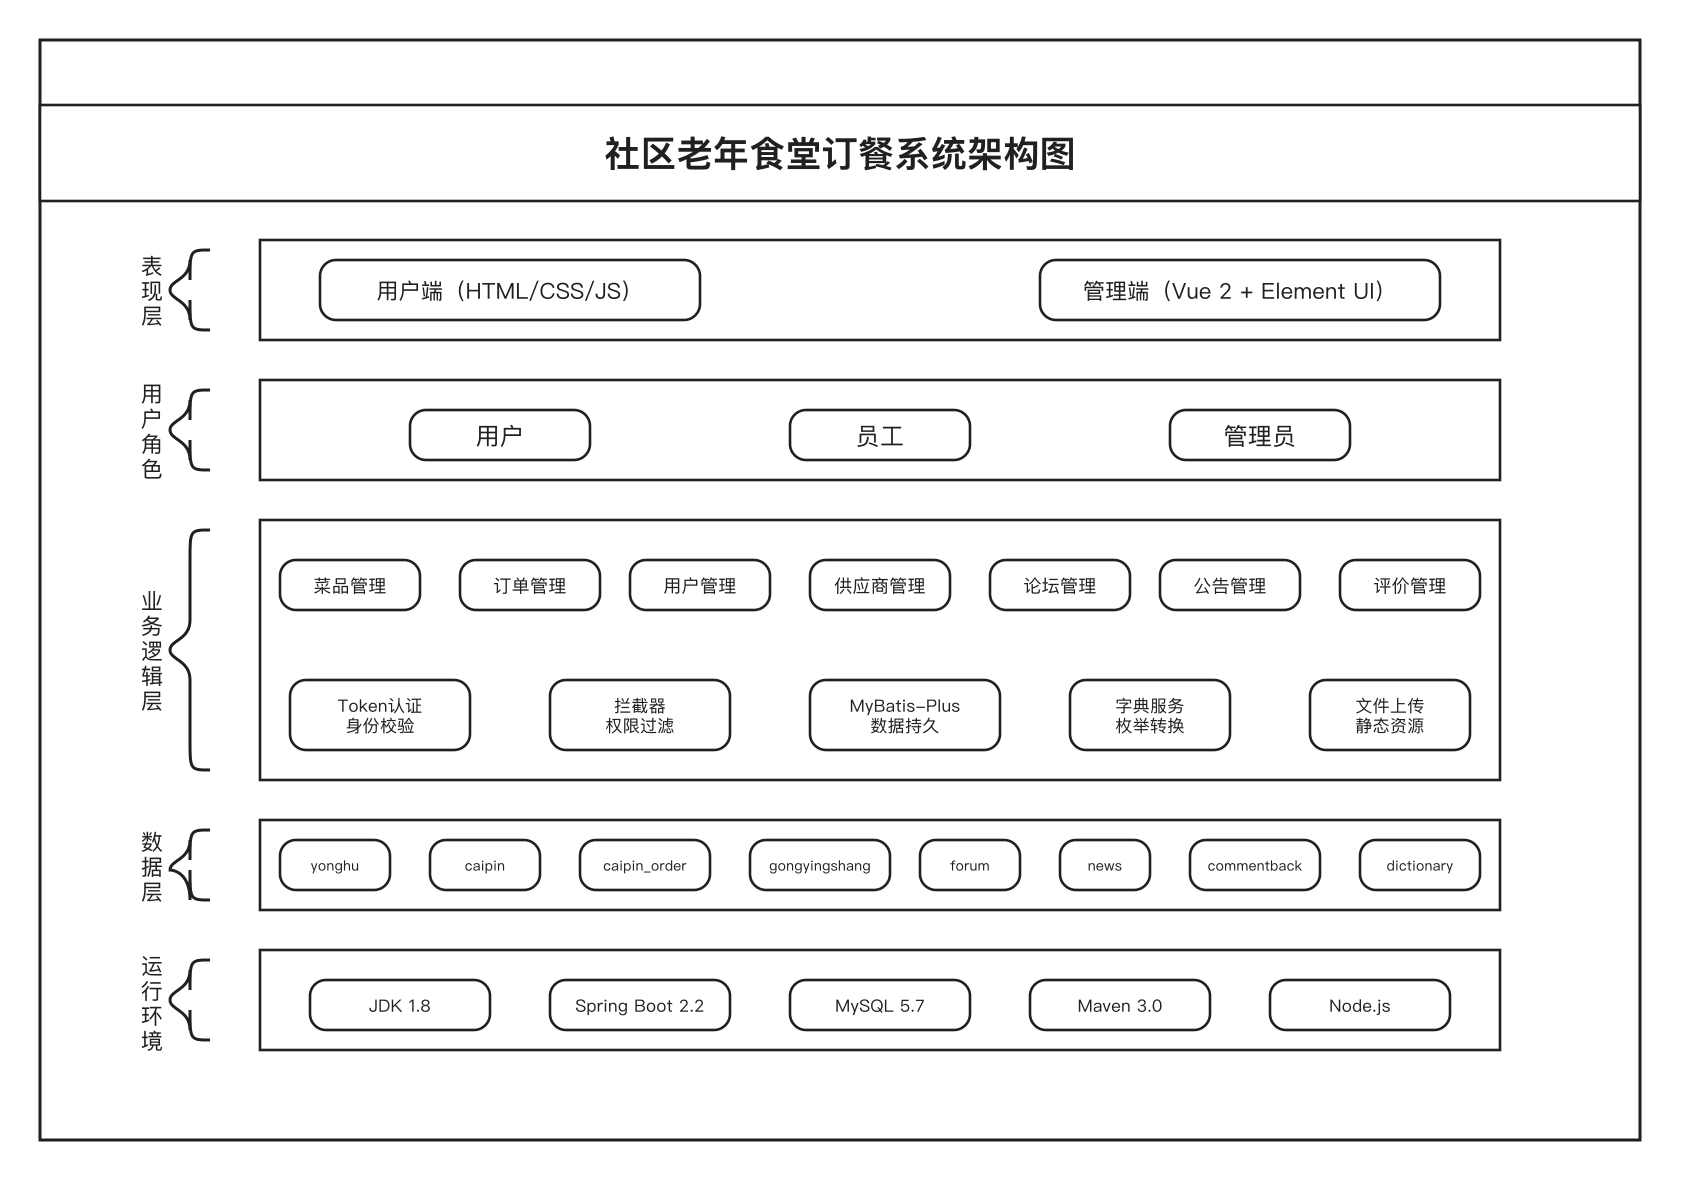 社区老年食堂订餐系统架构图
表现层
用户端（HTML/CSS/JS）
管理端（Vue 2 + Element UI）
用户角色
用户
员工
管理员
业务逻辑层
菜品管理
订单管理
用户管理
供应商管理
论坛管理
公告管理
评价管理
Token认证
身份校验
拦截器
权限过滤
MyBatis-Plus
数据持久
字典服务
枚举转换
文件上传
静态资源
数据层
yonghu
caipin
caipin_order
gongyingshang
forum
news
commentback
dictionary
运行环境
JDK 1.8
Spring Boot 2.2
MySQL 5.7
Maven 3.0
Node.js